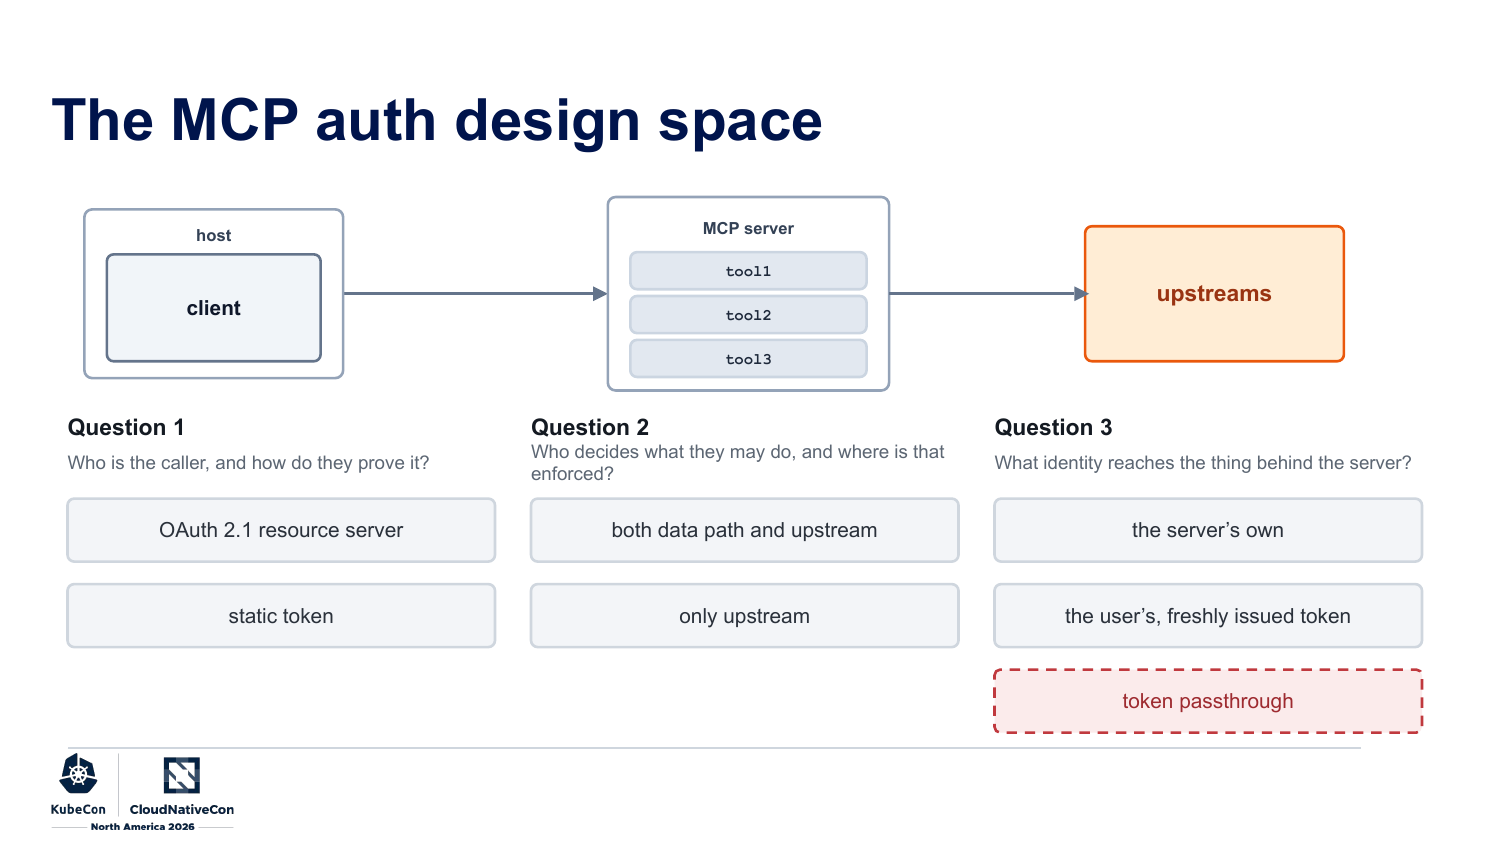 The MCP auth design space
host
client
MCP server
tool1
tool2
tool3
upstreams
Question 1
Who is the caller, and how do they prove it?
OAuth 2.1 resource server
static token
Question 2
Who decides what they may do, and where is that
enforced?
both data path and upstream
only upstream
Question 3
What identity reaches the thing behind the server?
the server’s own
the user’s, freshly issued token
token passthrough
KubeCon
CloudNativeCon
North America 2026